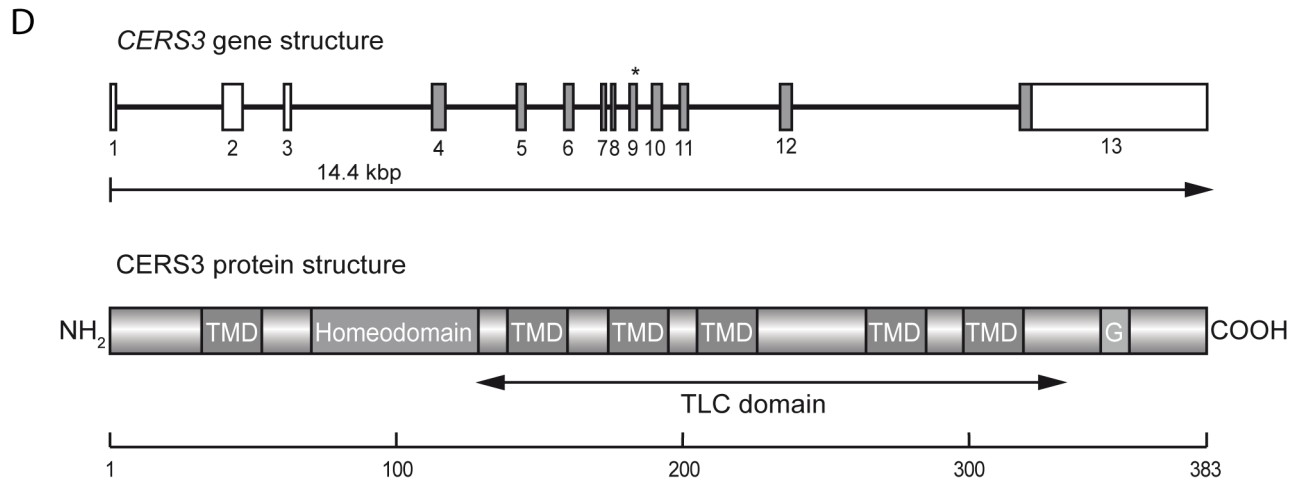 D
CERS3 gene structure
*
1 2 3 4 5 6 7 8 9 10 11 12 13
14.4 kbp
CERS3 protein structure
NH2 TMD Homeodomain TMD TMD TMD TMD TMD G COOH
TLC domain
1 100 200 300 383